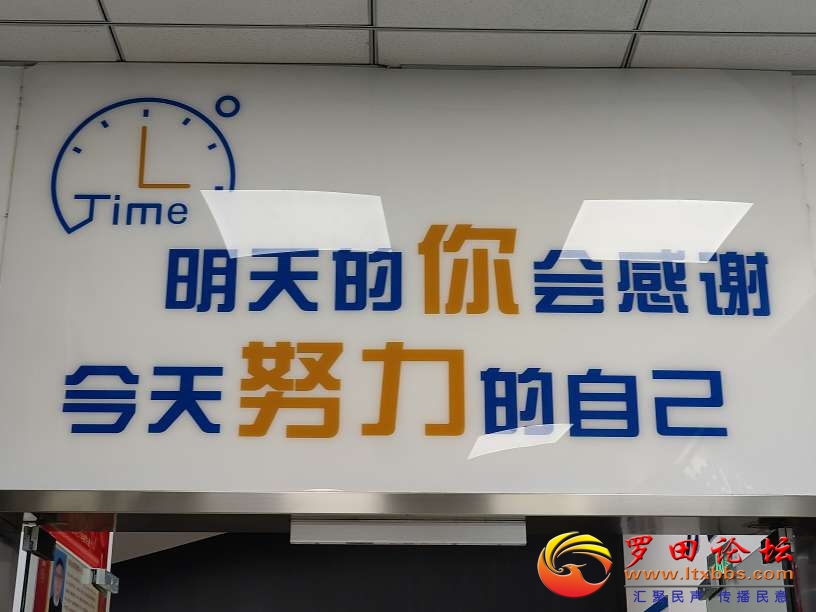 Time
明天的你会感谢
今天努力的自己
罗田论坛
www.ltxbbs.com
汇聚民声 传播民意